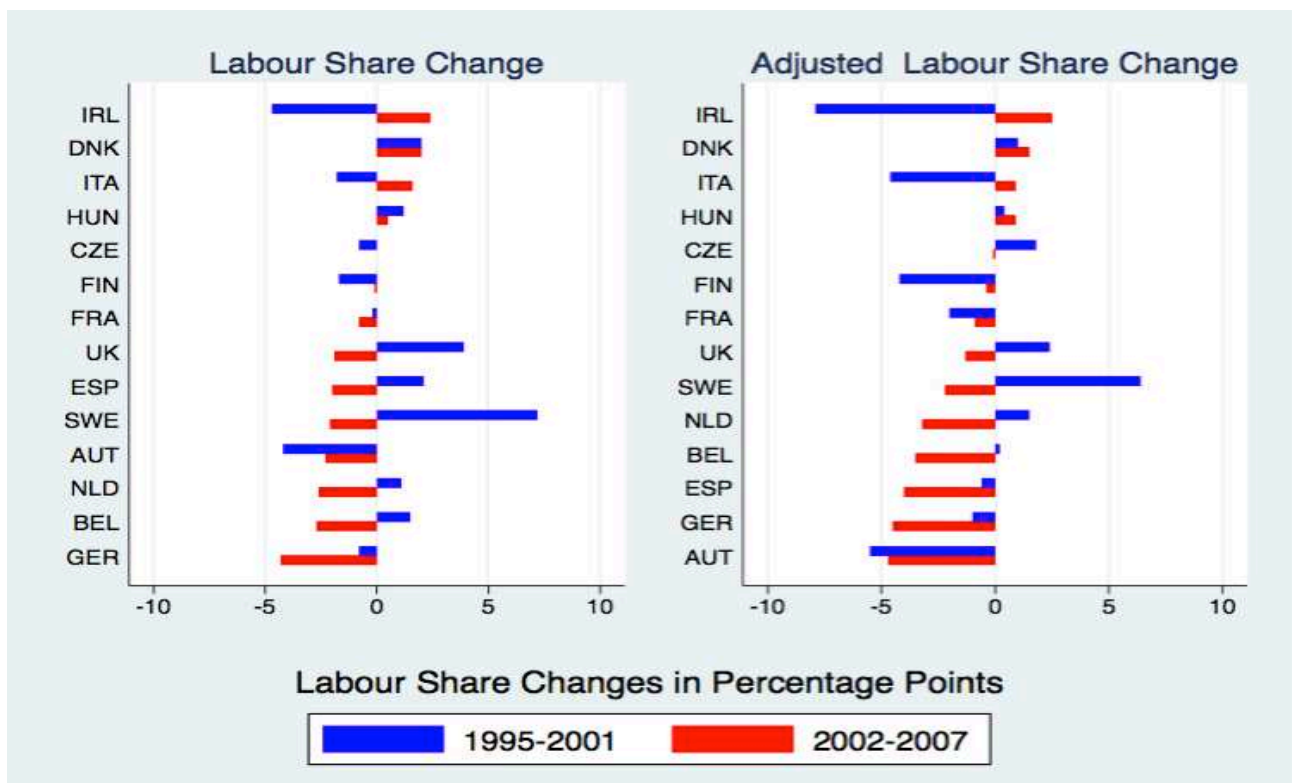 Labour Share Change
IRL
DNK
ITA
HUN
CZE
FIN
FRA
UK
ESP
SWE
AUT
NLD
BEL
GER
-10 -5 0 5 10
Adjusted Labour Share Change
IRL
DNK
ITA
HUN
CZE
FIN
FRA
UK
SWE
NLD
BEL
ESP
GER
AUT
-10 -5 0 5 10
Labour Share Changes in Percentage Points
1995-2001 2002-2007